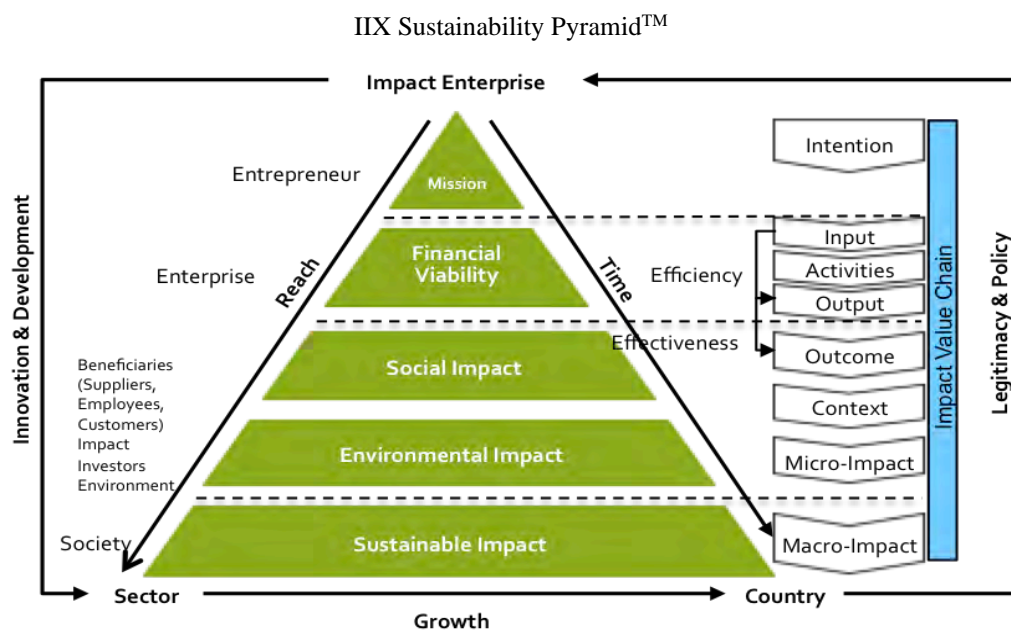 IIX Sustainability Pyramid™
Impact Enterprise
Innovation & Development
Entrepreneur
Enterprise
Beneficiaries
(Suppliers,
Employees,
Customers)
Impact
Investors
Environment
Society
Reach
Mission
Financial
Viability
Social Impact
Environmental Impact
Sustainable Impact
Time
Efficiency
Effectiveness
Intention
Input
Activities
Output
Outcome
Context
Micro-Impact
Macro-Impact
Impact Value Chain
Legitimacy & Policy
Sector
Growth
Country